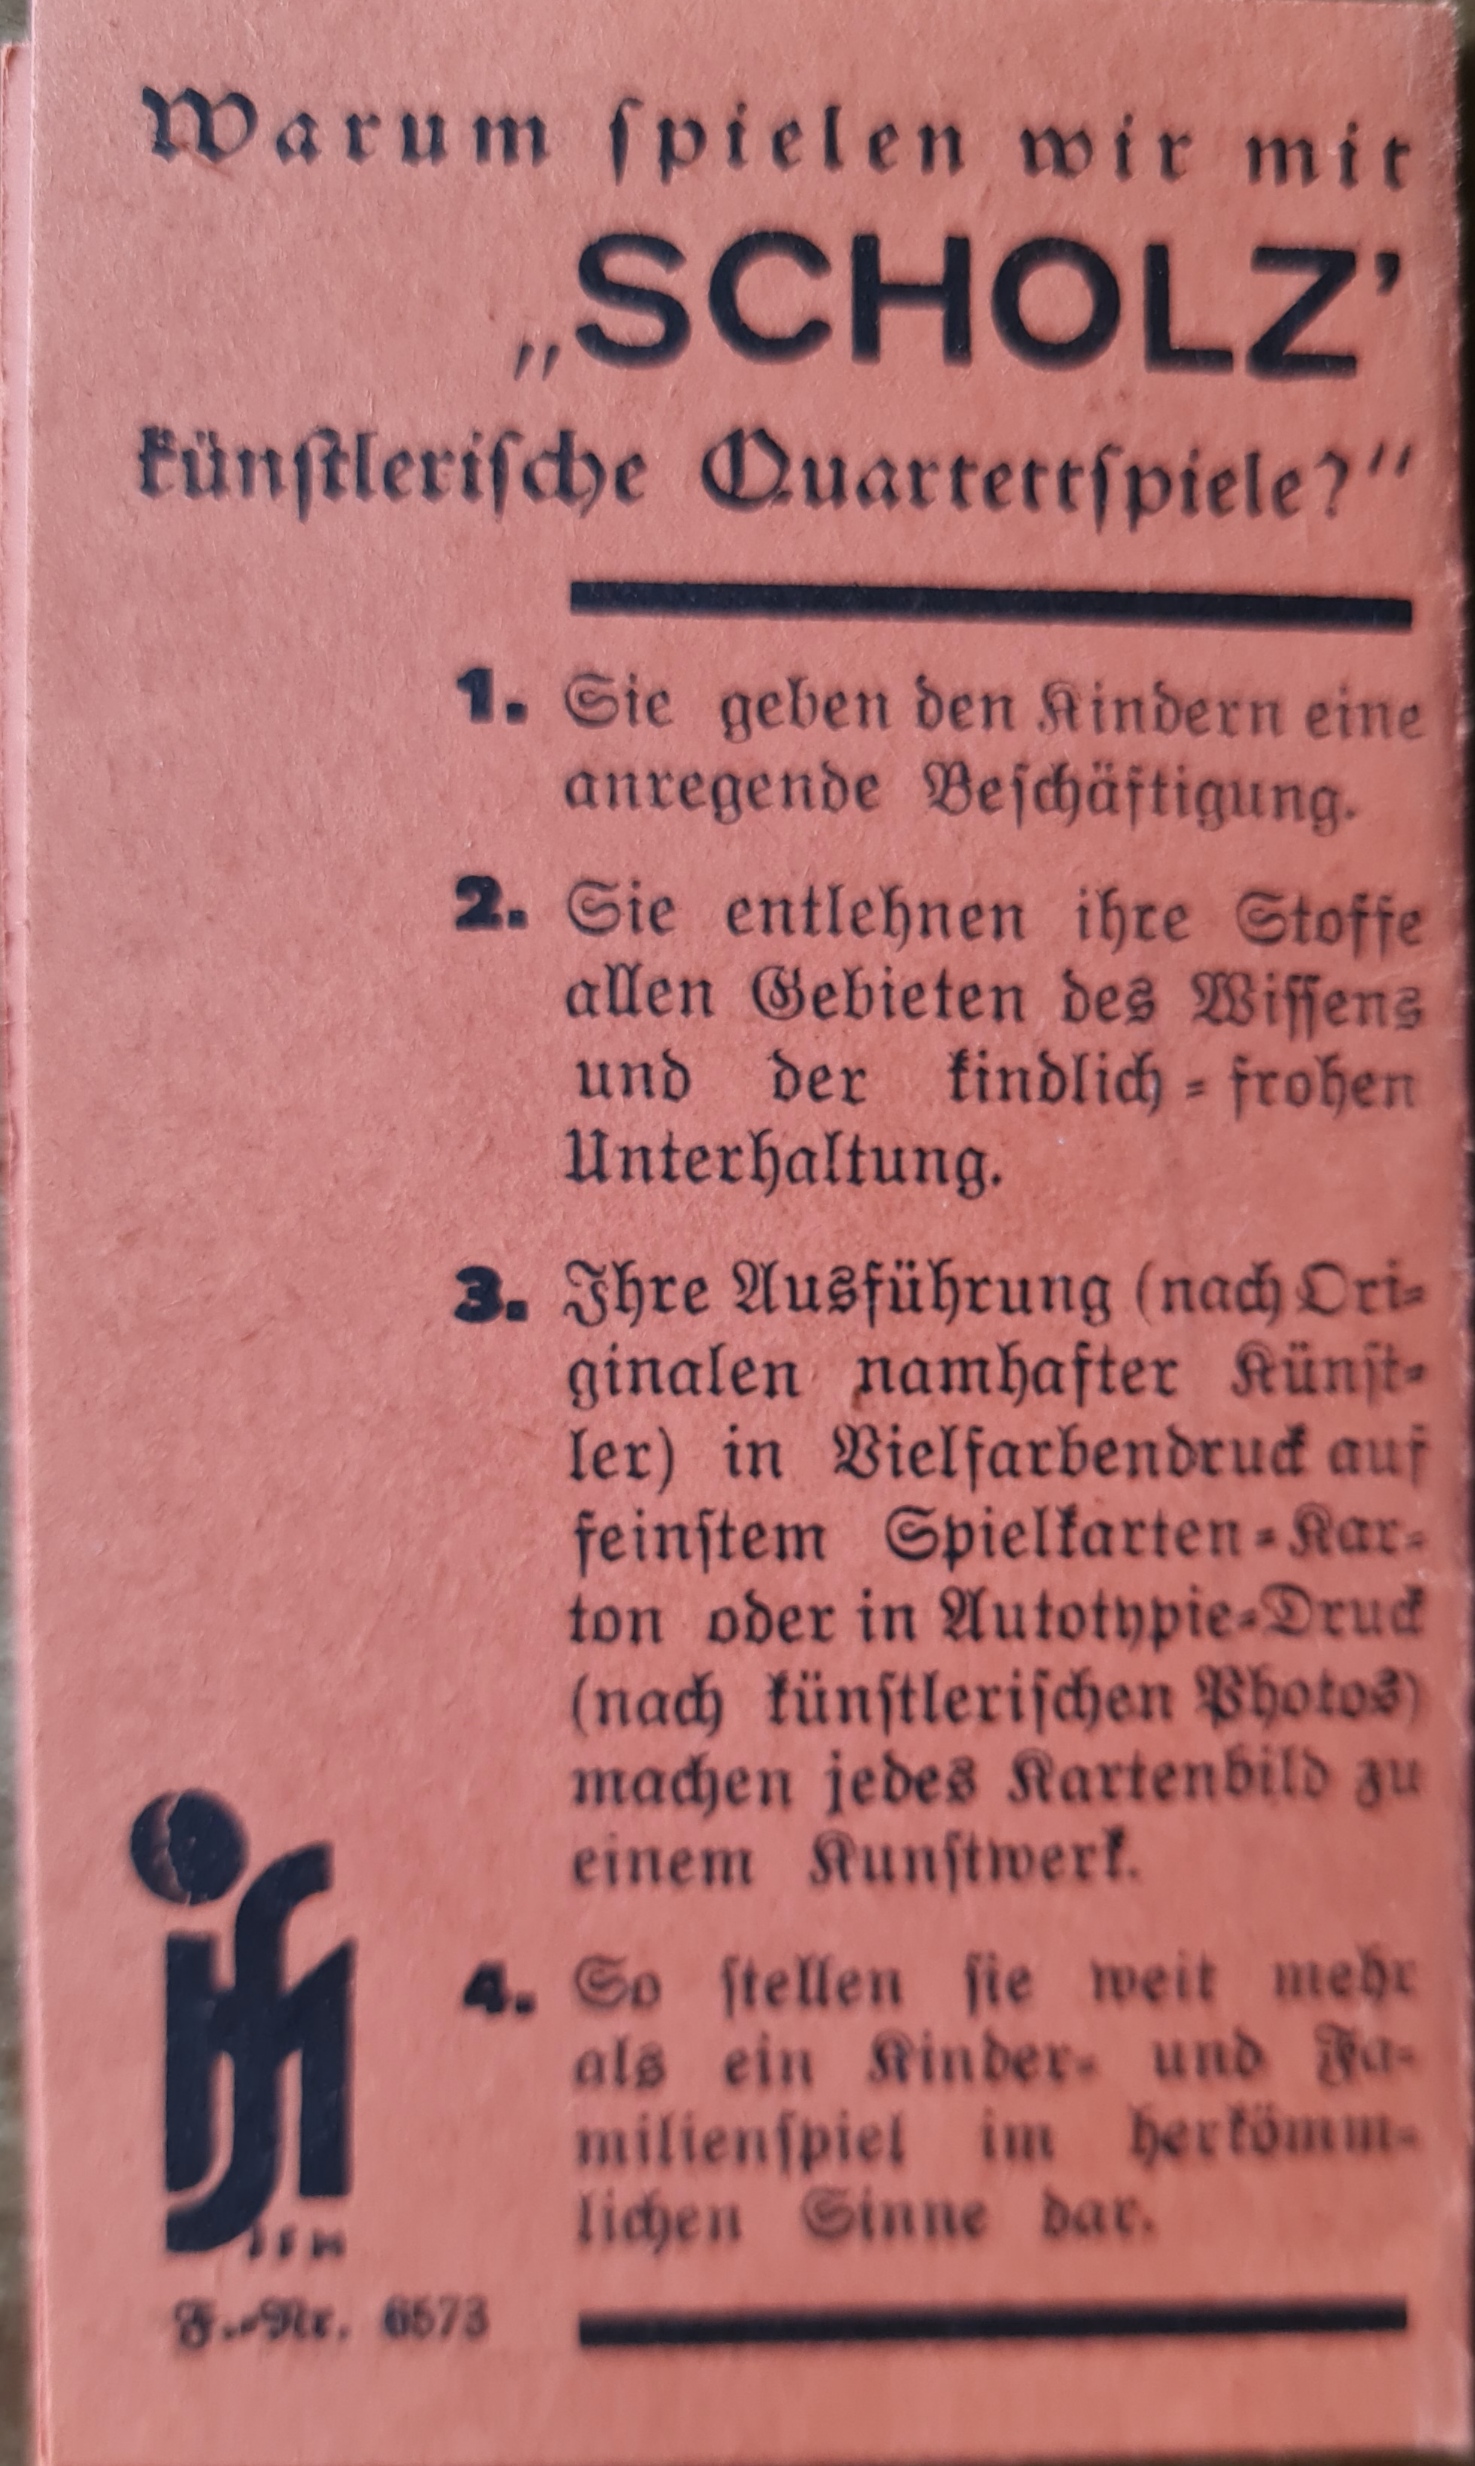 Warum spielen wir mit
„SCHOLZ’
künstlerische Quartettspiele?“
1. Sie geben den Kindern eine
anregende Beschäftigung.
2. Sie entlehnen ihre Stoffe
allen Gebieten des Wissens
und der kindlich-frohen
Unterhaltung.
3. Ihre Ausführung (nach Ori-
ginalen namhafter Künst-
ler) in Vielfarbendruck auf
feinstem Spielkarten-Kar-
ton oder in Autotypie-Druck
(nach künstlerischen Photos)
machen jedes Kartenbild zu
einem Kunstwerk.
4. So stellen sie weit mehr
als ein Kinder- und Fa-
milienspiel im herkömm-
lichen Sinne dar.
JSM
F.-Nr. 6573